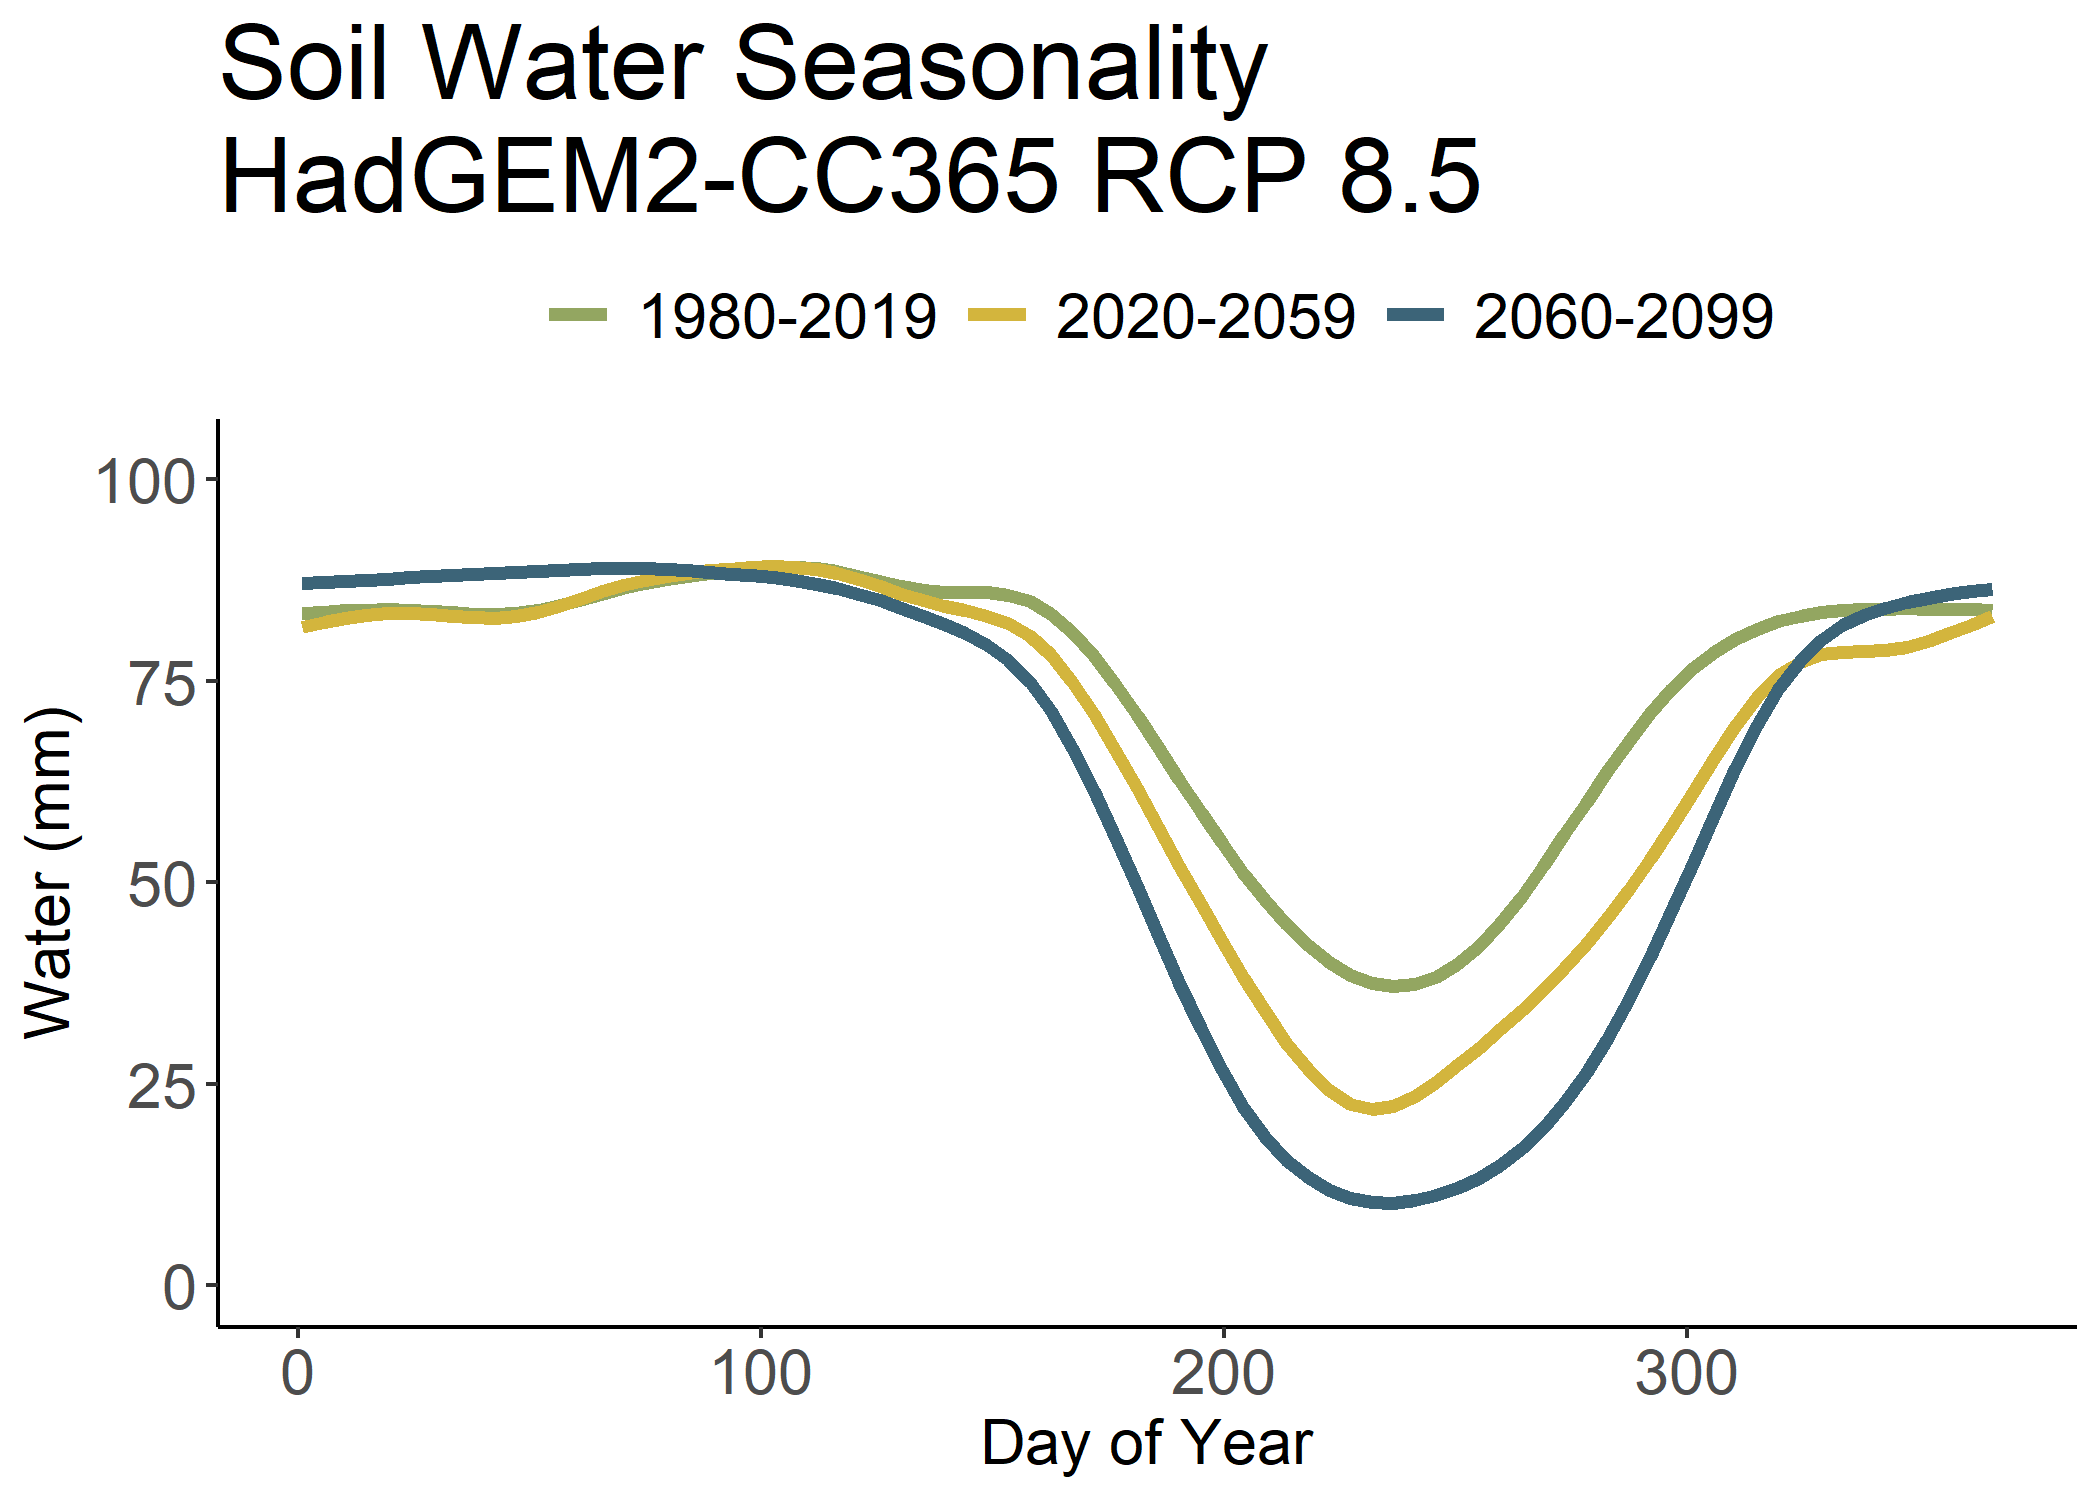 Soil Water Seasonality
HadGEM2-CC365 RCP 8.5
1980-2019 2020-2059 2060-2099
100
75
50
25
0
Water (mm)
0 100 200 300
Day of Year